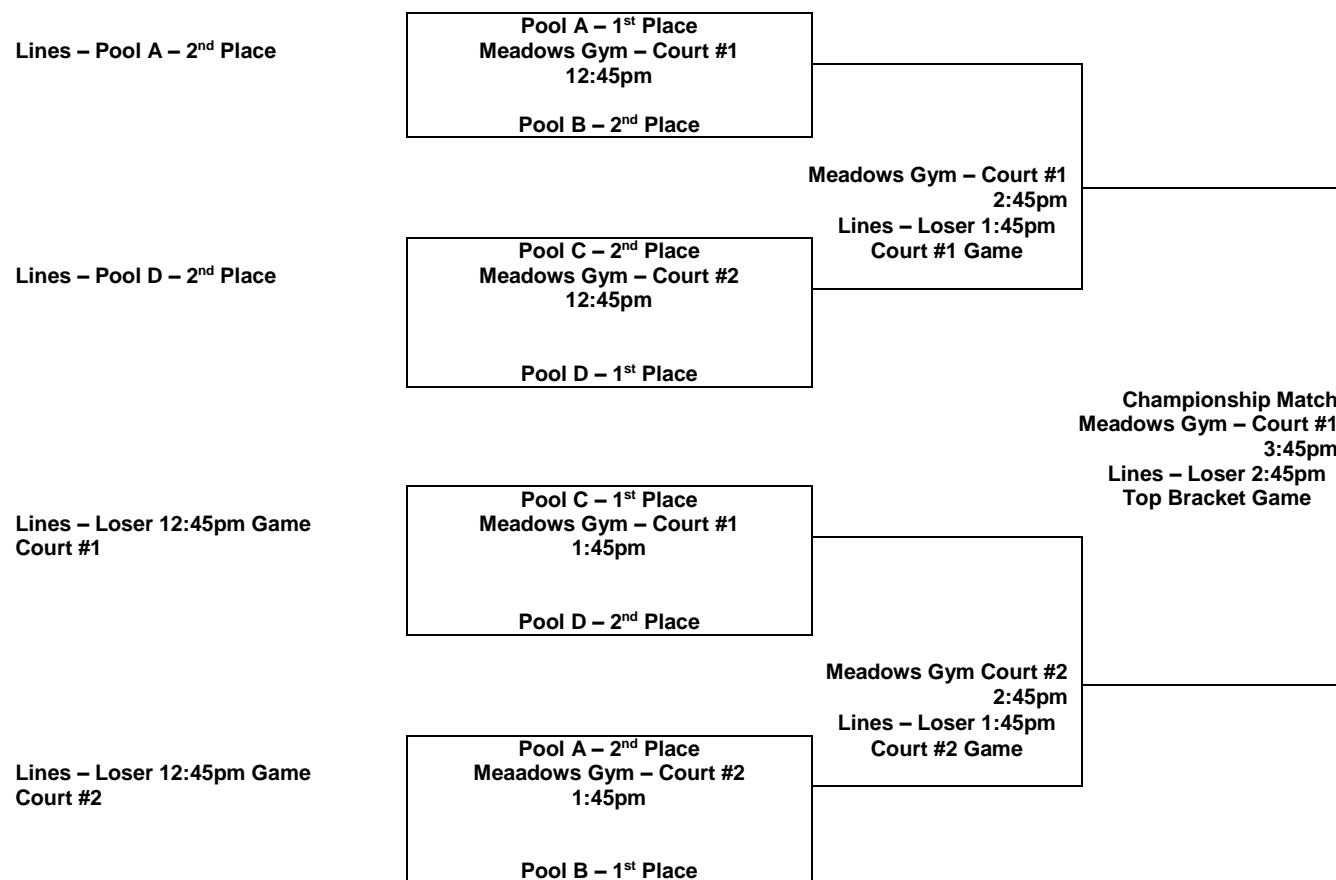 Pool A – 1st Place
Lines – Pool A – 2nd Place
Meadows Gym – Court #1
12:45pm
Pool B – 2nd Place
Meadows Gym – Court #1
2:45pm
Lines – Loser 1:45pm
Court #1 Game
Pool C – 2nd Place
Lines – Pool D – 2nd Place
Meadows Gym – Court #2
12:45pm
Pool D – 1st Place
Championship Match
Meadows Gym – Court #1
3:45pm
Lines – Loser 2:45pm
Top Bracket Game
Pool C – 1st Place
Lines – Loser 12:45pm Game
Court #1
Meadows Gym – Court #1
1:45pm
Pool D – 2nd Place
Meadows Gym Court #2
2:45pm
Lines – Loser 1:45pm
Court #2 Game
Pool A – 2nd Place
Lines – Loser 12:45pm Game
Court #2
Meaadows Gym – Court #2
1:45pm
Pool B – 1st Place